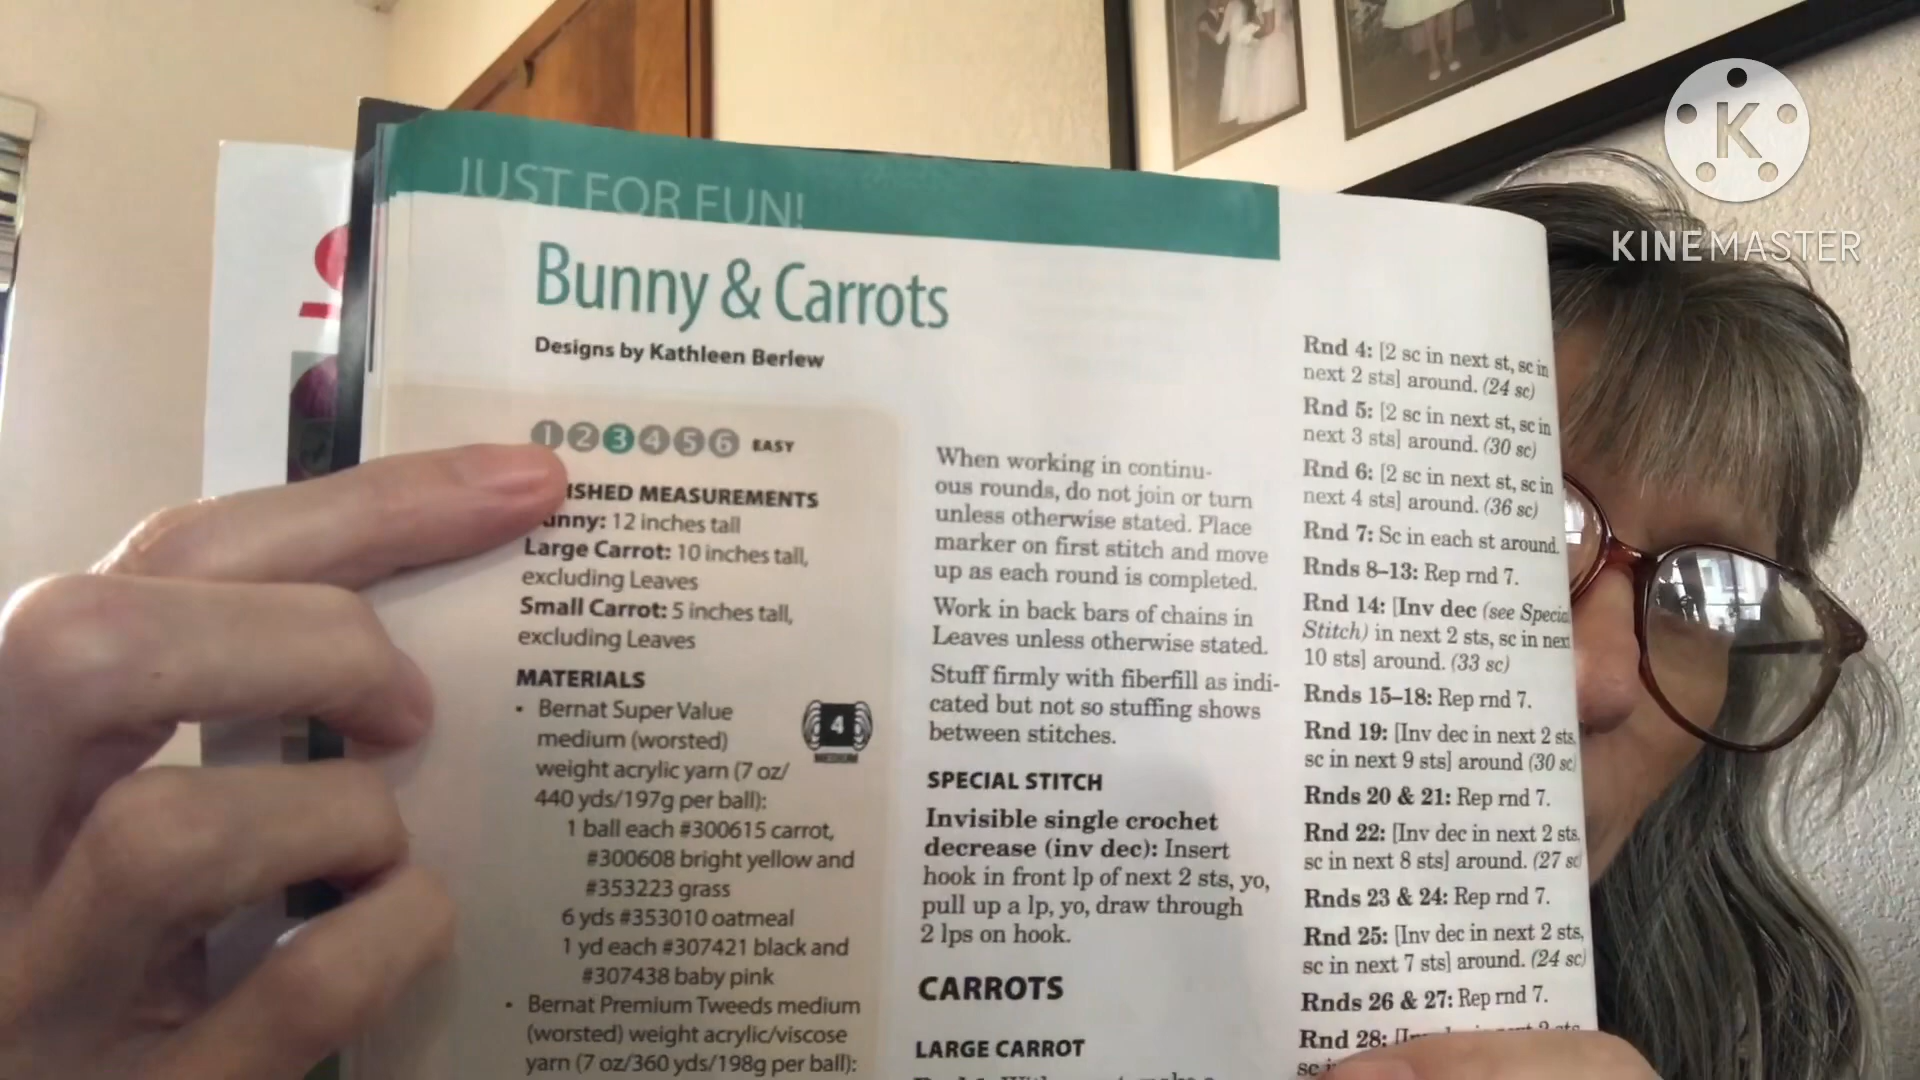 JUST FOR FUN!
Bunny & Carrots
Designs by Kathleen Berlew
1 2 3 4 5 6 EASY
ISHED MEASUREMENTS
unny: 12 inches tall
Large Carrot: 10 inches tall,
excluding Leaves
Small Carrot: 5 inches tall,
excluding Leaves
MATERIALS
• Bernat Super Value
medium (worsted)
weight acrylic yarn (7 oz/
440 yds/197g per ball):
1 ball each #300615 carrot,
#300608 bright yellow and
#353223 grass
6 yds #353010 oatmeal
1 yd each #307421 black and
#307438 baby pink
• Bernat Premium Tweeds medium
(worsted) weight acrylic/viscose
yarn (7 oz/360 yds/198g per ball):
4
MEDIUM
When working in continu-
ous rounds, do not join or turn
unless otherwise stated. Place
marker on first stitch and move
up as each round is completed.
Work in back bars of chains in
Leaves unless otherwise stated.
Stuff firmly with fiberfill as indi-
cated but not so stuffing shows
between stitches.
SPECIAL STITCH
Invisible single crochet
decrease (inv dec): Insert
hook in front lp of next 2 sts, yo,
pull up a lp, yo, draw through
2 lps on hook.
CARROTS
LARGE CARROT
Rnd 4: [2 sc in next st, sc in
next 2 sts] around. (24 sc)
Rnd 5: [2 sc in next st, sc in
next 3 sts] around. (30 sc)
Rnd 6: [2 sc in next st, sc in
next 4 sts] around. (36 sc)
Rnd 7: Sc in each st around.
Rnds 8–13: Rep rnd 7.
Rnd 14: [Inv dec (see Special
Stitch) in next 2 sts, sc in next
10 sts] around. (33 sc)
Rnds 15–18: Rep rnd 7.
Rnd 19: [Inv dec in next 2 sts,
sc in next 9 sts] around (30 sc)
Rnds 20 & 21: Rep rnd 7.
Rnd 22: [Inv dec in next 2 sts,
sc in next 8 sts] around. (27 sc)
Rnds 23 & 24: Rep rnd 7.
Rnd 25: [Inv dec in next 2 sts,
sc in next 7 sts] around. (24 sc)
Rnds 26 & 27: Rep rnd 7.
Rnd 28:
sc
K
KINEMASTER